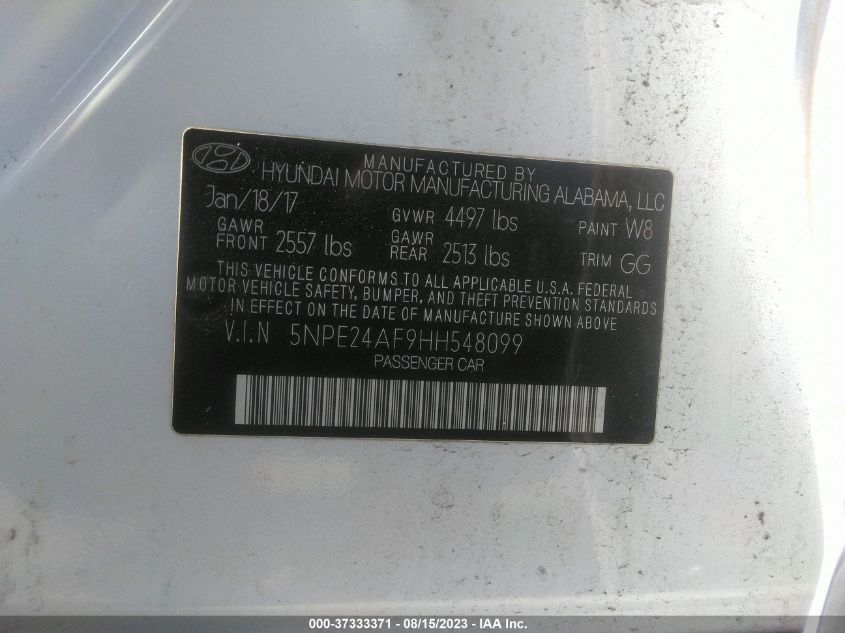 MANUFACTURED BY
HYUNDAI MOTOR MANUFACTURING ALABAMA, LLC
Jan/18/17 GVWR 4497 lbs PAINT W8
GAWR FRONT 2557 lbs GAWR REAR 2513 lbs TRIM GG
THIS VEHICLE CONFORMS TO ALL APPLICABLE U.S.A. FEDERAL
MOTOR VEHICLE SAFETY, BUMPER, AND THEFT PREVENTION STANDARDS
IN EFFECT ON THE DATE OF MANUFACTURE SHOWN ABOVE
V.I.N 5NPE24AF9HH548099
PASSENGER CAR
000-37333371 - 08/15/2023 - IAA Inc.